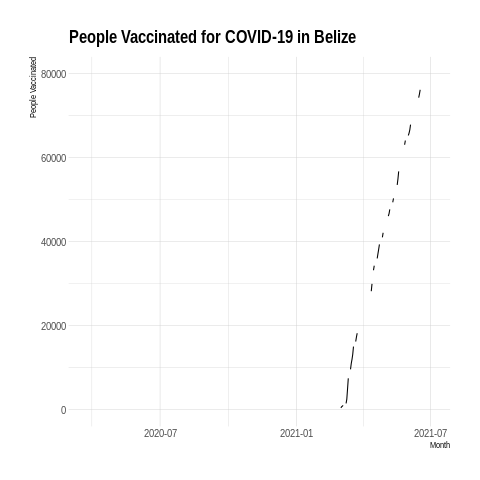 People Vaccinated for COVID-19 in Belize
People Vaccinated
80000
60000
40000
20000
0
2020-07 2021-01 2021-07
Month